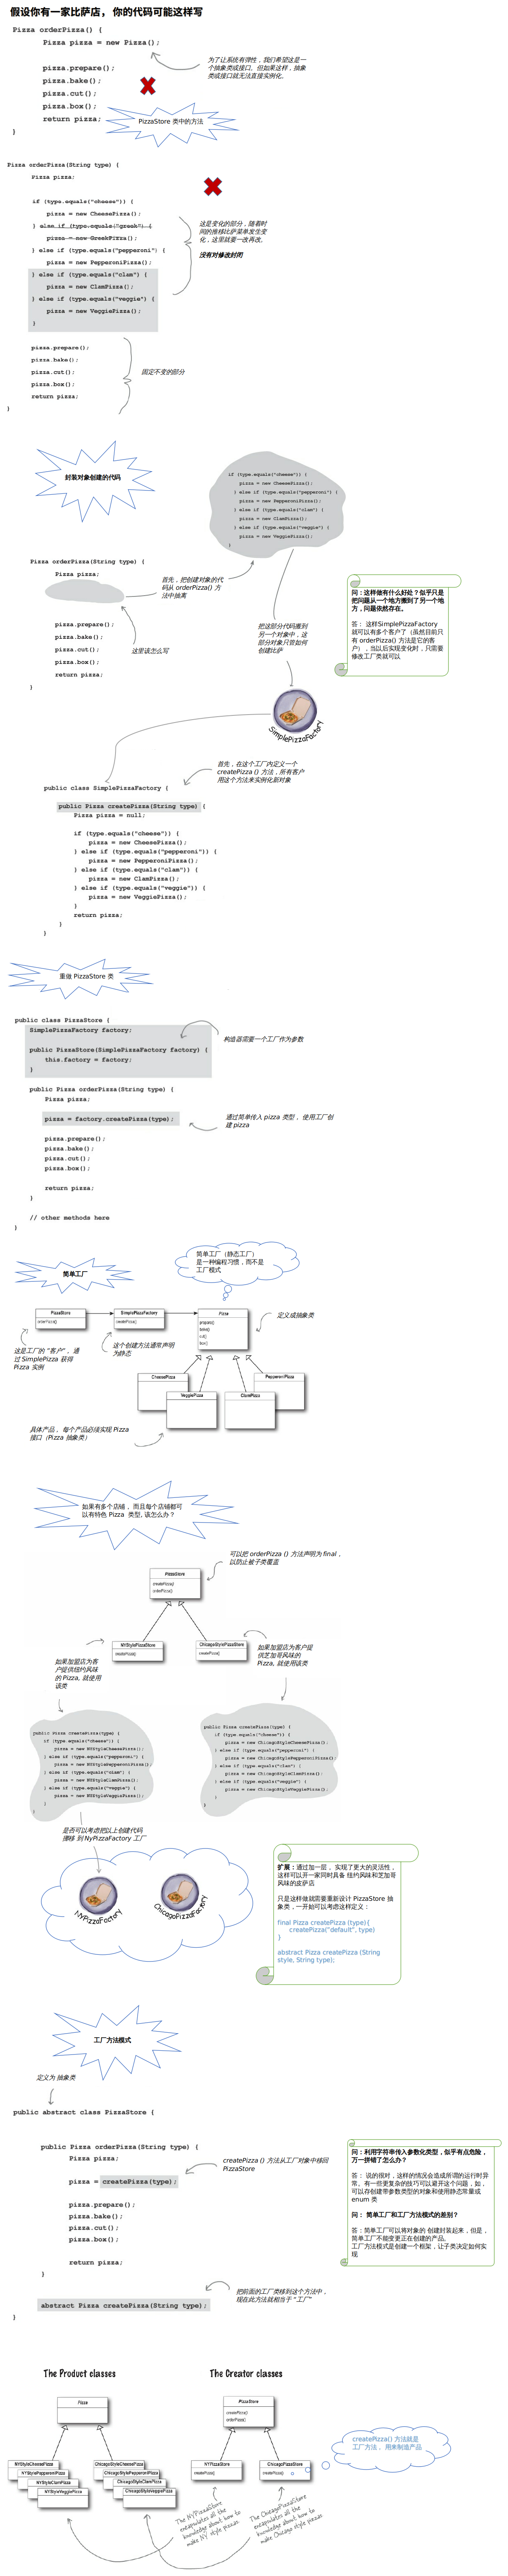 假设你有一家比萨店， 你的代码可能这样写
Pizza orderPizza() {
Pizza pizza = new Pizza();
为了让系统有弹性，我们希望这是一
个抽象类或接口。但如果这样，抽象
类或接口就无法直接实例化。
pizza.prepare();
pizza.bake();
pizza.cut();
pizza.box();
return pizza;
}
PizzaStore 类中的方法
Pizza orderPizza(String type) {
Pizza pizza;
if (type.equals("cheese")) {
pizza = new CheesePizza();
} else if (type.equals("greek") {
pizza = new GreekPizza();
} else if (type.equals("pepperoni") {
pizza = new PepperoniPizza();
} else if (type.equals("clam") {
pizza = new ClamPizza();
} else if (type.equals("veggie") {
pizza = new VeggiePizza();
}
这是变化的部分，随着时
间的推移比萨菜单发生变
化，这里就要一改再改。
没有对修改封闭
pizza.prepare();
pizza.bake();
pizza.cut();
pizza.box();
return pizza;
}
固定不变的部分
封装对象创建的代码
if (type.equals("cheese")) {
pizza = new CheesePizza();
} else if (type.equals("pepperoni") {
pizza = new PepperoniPizza();
} else if (type.equals("clam") {
pizza = new ClamPizza();
} else if (type.equals("veggie") {
pizza = new VeggiePizza();
}
Pizza orderPizza(String type) {
Pizza pizza;
首先，把创建对象的代
码从 orderPizza() 方
法中抽离
pizza.prepare();
pizza.bake();
pizza.cut();
pizza.box();
return pizza;
}
这里该怎么写
把这部分代码搬到
另一个对象中，这
部分对象只管如何
创建比萨
问：这样做有什么好处？似乎只是
把问题从一个地方搬到了另一个地
方，问题依然存在。
答： 这样SimplePizzaFactory
就可以有多个客户了（虽然目前只
有 orderPizza() 方法是它的客
户），当以后实现变化时，只需要
修改工厂类就可以
SimplePizzaFactory
首先，在这个工厂内定义一个
createPizza () 方法，所有客户
用这个方法来实例化新对象
public class SimplePizzaFactory {
public Pizza createPizza(String type) {
Pizza pizza = null;
if (type.equals("cheese")) {
pizza = new CheesePizza();
} else if (type.equals("pepperoni")) {
pizza = new PepperoniPizza();
} else if (type.equals("clam")) {
pizza = new ClamPizza();
} else if (type.equals("veggie")) {
pizza = new VeggiePizza();
}
return pizza;
}
}
重做 PizzaStore 类
public class PizzaStore {
SimplePizzaFactory factory;
public PizzaStore(SimplePizzaFactory factory) {
this.factory = factory;
}
构造器需要一个工厂作为参数
public Pizza orderPizza(String type) {
Pizza pizza;
pizza = factory.createPizza(type);
通过简单传入 pizza 类型， 使用工厂创
建 pizza
pizza.prepare();
pizza.bake();
pizza.cut();
pizza.box();
return pizza;
}
// other methods here
}
简单工厂
简单工厂（静态工厂）
是一种编程习惯，而不是
工厂模式
PizzaStore
orderPizza()
SimplePizzaFactory
createPizza()
Pizza
prepare()
bake()
cut()
box()
定义成抽象类
这是工厂的 "客户"， 通
过 SimplePizza 获得
Pizza 实例
这个创建方法通常声明
为静态
CheesePizza
VeggiePizza
ClamPizza
PepperoniPizza
具体产品， 每个产品必须实现 Pizza
接口（Pizza 抽象类）
如果有多个店铺， 而且每个店铺都可
以有特色 Pizza 类型, 该怎么办？
可以把 orderPizza () 方法声明为 final ，
以防止被子类覆盖
PizzaStore
createPizza()
orderPizza()
NYStylePizzaStore
createPizza()
ChicagoStylePizzaStore
createPizza()
如果加盟店为客
户提供纽约风味
的 Pizza, 就使用
该类
如果加盟店为客户提
供芝加哥风味的
Pizza, 就使用该类
public Pizza createPizza(type) {
if (type.equals("cheese")) {
pizza = new NYStyleCheesePizza();
} else if (type.equals("pepperoni") {
pizza = new NYStylePepperoniPizza();
} else if (type.equals("clam") {
pizza = new NYStyleClamPizza();
} else if (type.equals("veggie") {
pizza = new NYStyleVeggiePizza();
}
}
public Pizza createPizza(type) {
if (type.equals("cheese")) {
pizza = new ChicagoStyleCheesePizza();
} else if (type.equals("pepperoni") {
pizza = new ChicagoStylePepperoniPizza();
} else if (type.equals("clam") {
pizza = new ChicagoStyleClamPizza();
} else if (type.equals("veggie") {
pizza = new ChicagoStyleVeggiePizza();
}
}
是否可以考虑把以上创建代码
挪移 到 NyPizzaFactory 工厂
NYPizzaFactory
ChicagoPizzaFactory
扩展：通过加一层， 实现了更大的灵活性，
这样可以开一家同时具备 纽约风味和芝加哥
风味的皮萨店
只是这样做就需要重新设计 PizzaStore 抽
象类，一开始可以考虑这样定义：
final Pizza createPizza (type){
createPizza("default", type)
}
abstract Pizza createPizza (String
style, String type);
工厂方法模式
定义为 抽象类
public abstract class PizzaStore {
public Pizza orderPizza(String type) {
Pizza pizza;
pizza = createPizza(type);
createPizza () 方法从工厂对象中移回
PizzaStore
pizza.prepare();
pizza.bake();
pizza.cut();
pizza.box();
return pizza;
}
abstract Pizza createPizza(String type);
}
把前面的工厂类移到这个方法中，
现在此方法就相当于 "工厂"
问：利用字符串传入参数化类型，似乎有点危险，
万一拼错了怎么办？
答： 说的很对，这样的情况会造成所谓的运行时异
常。有一些更复杂的技巧可以避开这个问题，如，
可以存创建带参数类型的对象和使用静态常量或
enum 类
问： 简单工厂和工厂方法模式的差别？
答：简单工厂可以将对象的 创建封装起来，但是，
简单工厂不能变更正在创建的产品。
工厂方法模式是创建一个框架，让子类决定如何实
现
The Product classes
The Creator classes
Pizza
NYStyleCheesePizza
NYStylePepperoniPizza
NYStyleClamPizza
NYStyleVeggiePizza
ChicagoStyleCheesePizza
ChicagoStylePepperoniPizza
ChicagoStyleClamPizza
ChicagoStyleVeggiePizza
PizzaStore
createPizza()
orderPizza()
NYPizzaStore
createPizza()
ChicagoPizzaStore
createPizza()
createPizza() 方法就是
工厂方法， 用来制造产品
The NYPizzaStore
encapsulates all the
knowledge about how to
make NY style pizzas
The ChicagoPizzaStore
encapsulates all the
knowledge about how to
make Chicago style pizzas